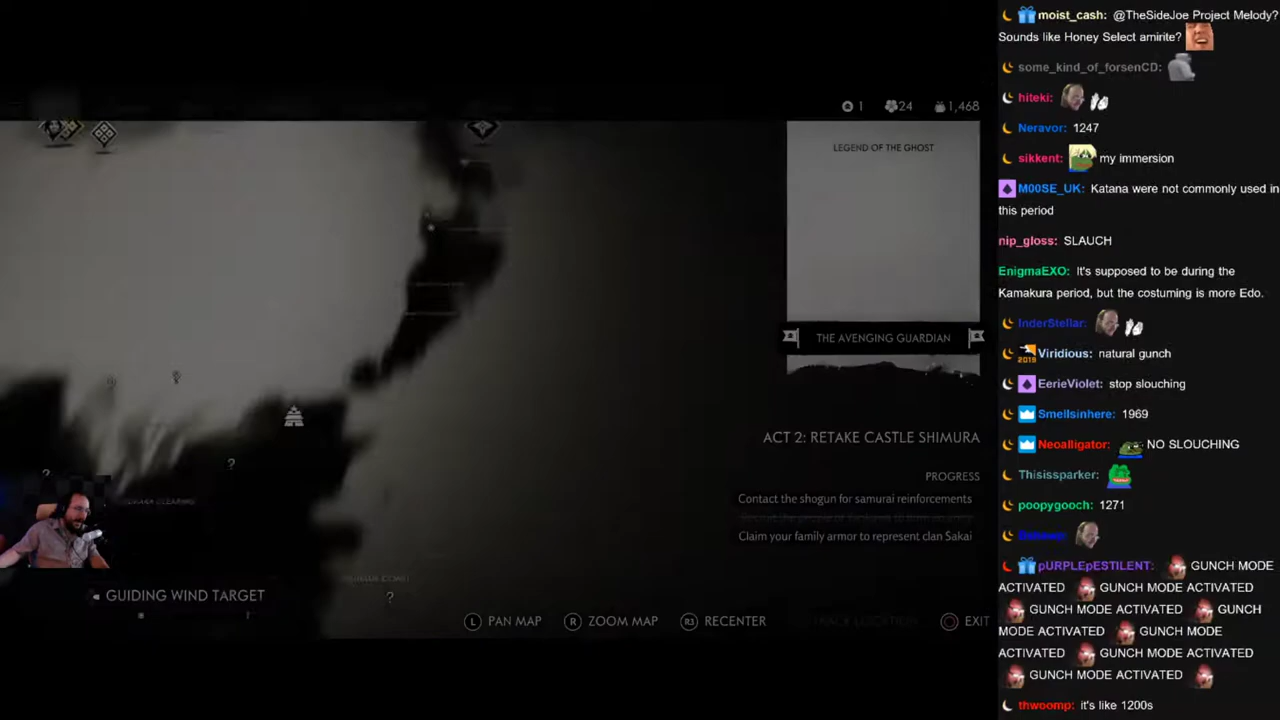 1 24 1,468
LEGEND OF THE GHOST
THE AVENGING GUARDIAN
ACT 2: RETAKE CASTLE SHIMURA
PROGRESS
Contact the shogun for samurai reinforcements
Claim your family armor to represent clan Sakai
?
?
?
GUIDING WIND TARGET
L PAN MAP R ZOOM MAP R3 RECENTER TRACK LOCATION EXIT
moist_cash: @TheSideJoe Project Melody?
Sounds like Honey Select amirite?
some_kind_of_forsenCD:
hiteki:
Neravor: 1247
sikkent: my immersion
M00SE_UK: Katana were not commonly used in
this period
nip_gloss: SLAUCH
EnigmaEXO: It's supposed to be during the
Kamakura period, but the costuming is more Edo.
InderStellar:
2019 Viridious: natural gunch
EerieViolet: stop slouching
Smellsinhere: 1969
Neoalligator: NO SLOUCHING
Thisissparker:
poopygooch: 1271
pURPLEpESTILENT: GUNCH MODE
ACTIVATED GUNCH MODE ACTIVATED
GUNCH MODE ACTIVATED GUNCH
MODE ACTIVATED GUNCH MODE
ACTIVATED GUNCH MODE ACTIVATED
GUNCH MODE ACTIVATED
thwoomp: it's like 1200s